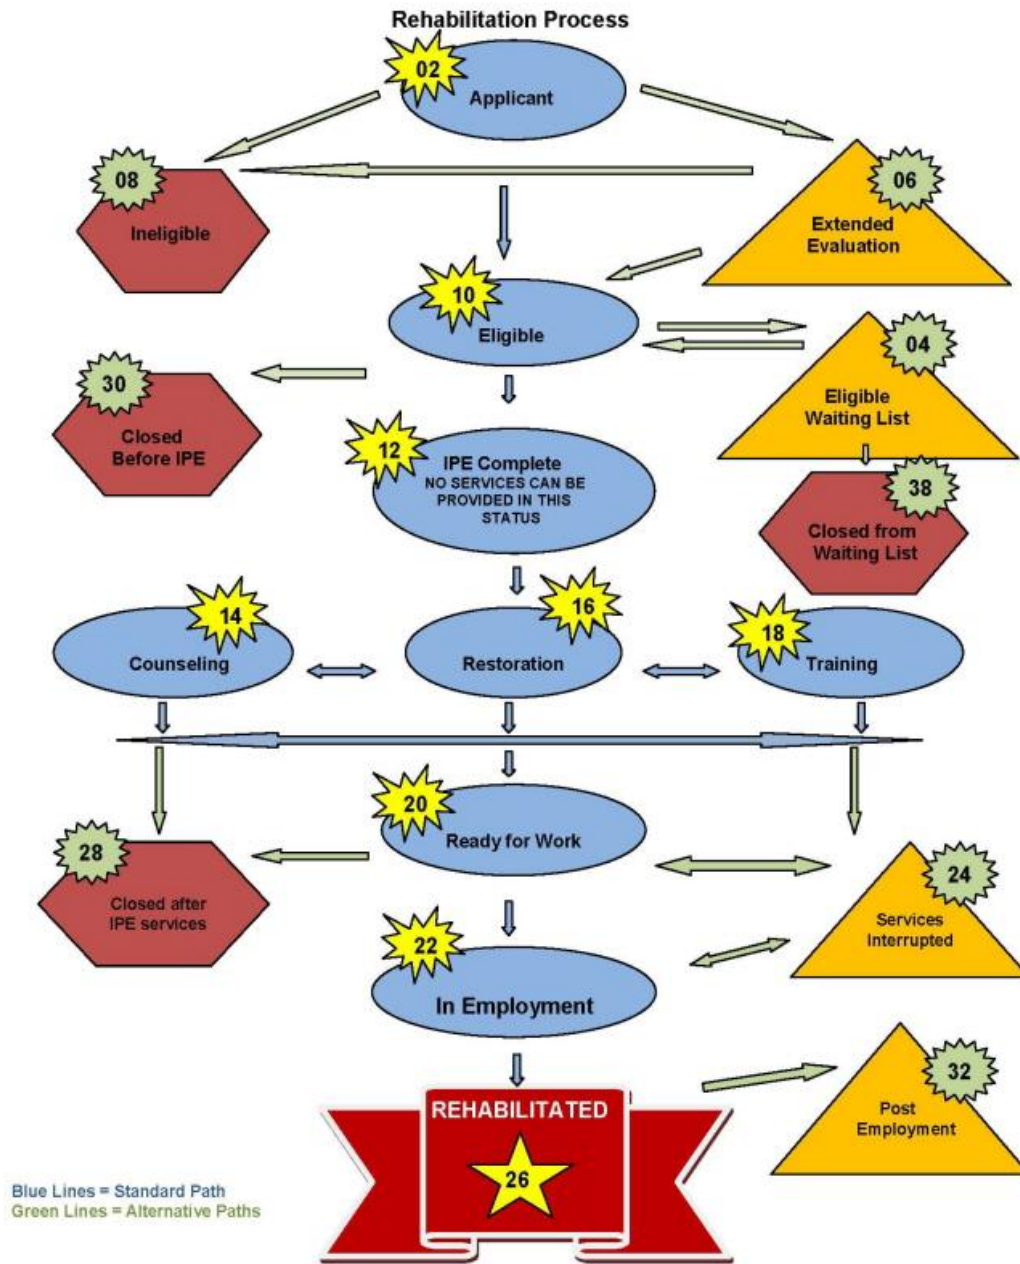 Rehabilitation Process
02
Applicant
08
Ineligible
06
Extended
Evaluation
10
Eligible
04
Eligible
Waiting List
30
Closed
Before IPE
12
IPE Complete
NO SERVICES CAN BE
PROVIDED IN THIS
STATUS
38
Closed from
Waiting List
14
Counseling
16
Restoration
18
Training
20
Ready for Work
28
Closed after
IPE services
24
Services
Interrupted
22
In Employment
32
Post
Employment
REHABILITATED
26
Blue Lines = Standard Path
Green Lines = Alternative Paths